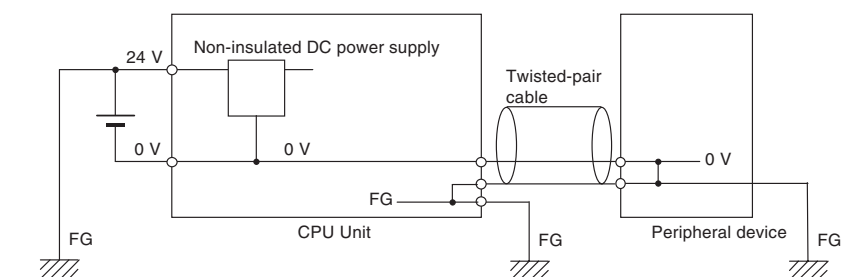 Non-insulated DC power supply
24 V
Twisted-pair
cable
0 V
0 V
0 V
FG
CPU Unit
Peripheral device
FG
FG
FG